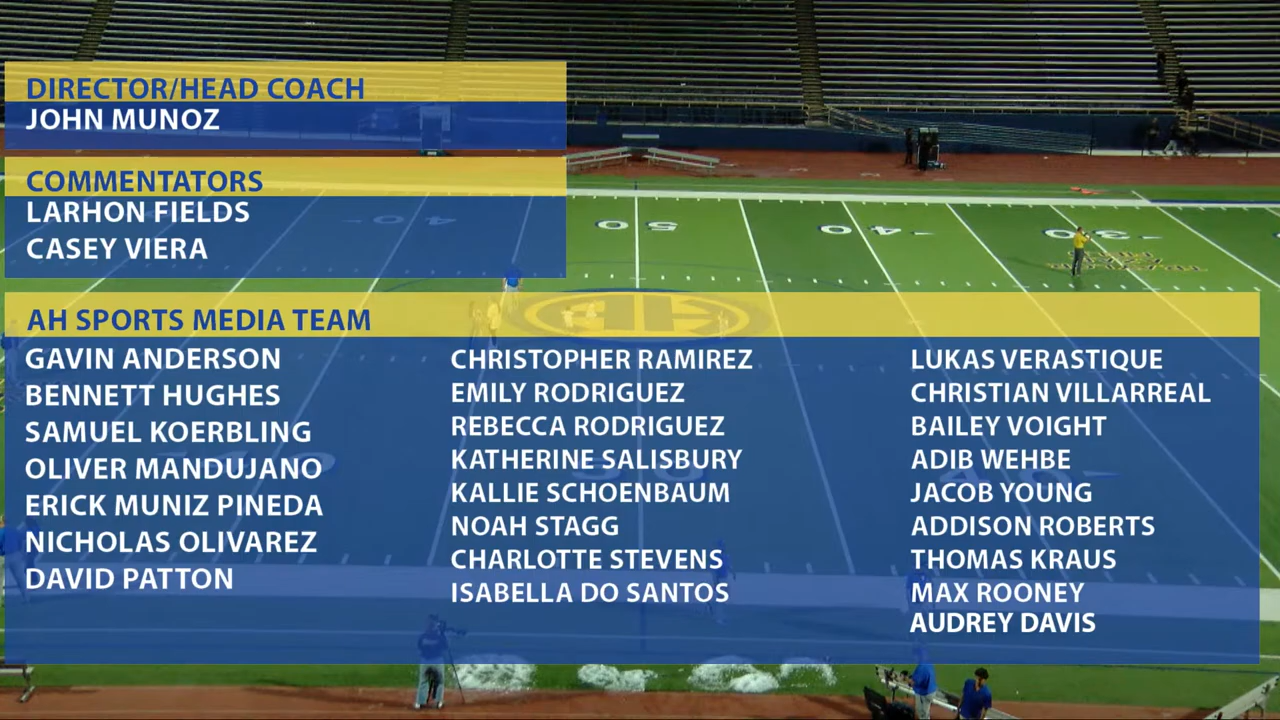 DIRECTOR/HEAD COACH
JOHN MUNOZ
COMMENTATORS
LARHON FIELDS
CASEY VIERA
50
40
30
AH SPORTS MEDIA TEAM
GAVIN ANDERSON
BENNETT HUGHES
SAMUEL KOERBLING
OLIVER MANDUJANO
ERICK MUNIZ PINEDA
NICHOLAS OLIVAREZ
DAVID PATTON
CHRISTOPHER RAMIREZ
EMILY RODRIGUEZ
REBECCA RODRIGUEZ
KATHERINE SALISBURY
KALLIE SCHOENBAUM
NOAH STAGG
CHARLOTTE STEVENS
ISABELLA DO SANTOS
LUKAS VERASTIQUE
CHRISTIAN VILLARREAL
BAILEY VOIGHT
ADIB WEHBE
JACOB YOUNG
ADDISON ROBERTS
THOMAS KRAUS
MAX ROONEY
AUDREY DAVIS